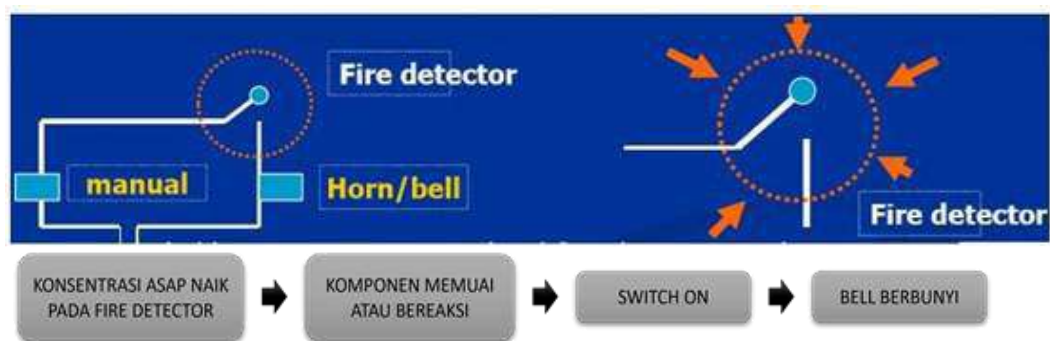 Fire detector
manual
Horn/bell
Fire detector
KONSENTRASI ASAP NAIK
PADA FIRE DETECTOR
KOMPONEN MEMUAI
ATAU BEREAKSI
SWITCH ON
BELL BERBUNYI